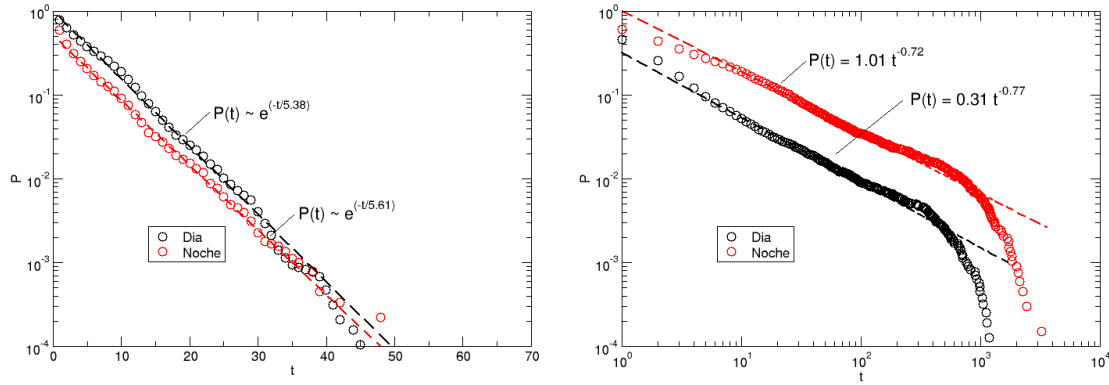 10^0
10^-1
10^-2
10^-3
10^-4
P
P(t) ~ e^(-t/5.38)
P(t) ~ e^(-t/5.61)
Dia
Noche
0 10 20 30 40 50 60 70
t
10^0
10^-1
10^-2
10^-3
10^-4
P
P(t) = 1.01 t^-0.72
P(t) = 0.31 t^-0.77
Dia
Noche
10^0 10^1 10^2 10^3 10^4
t